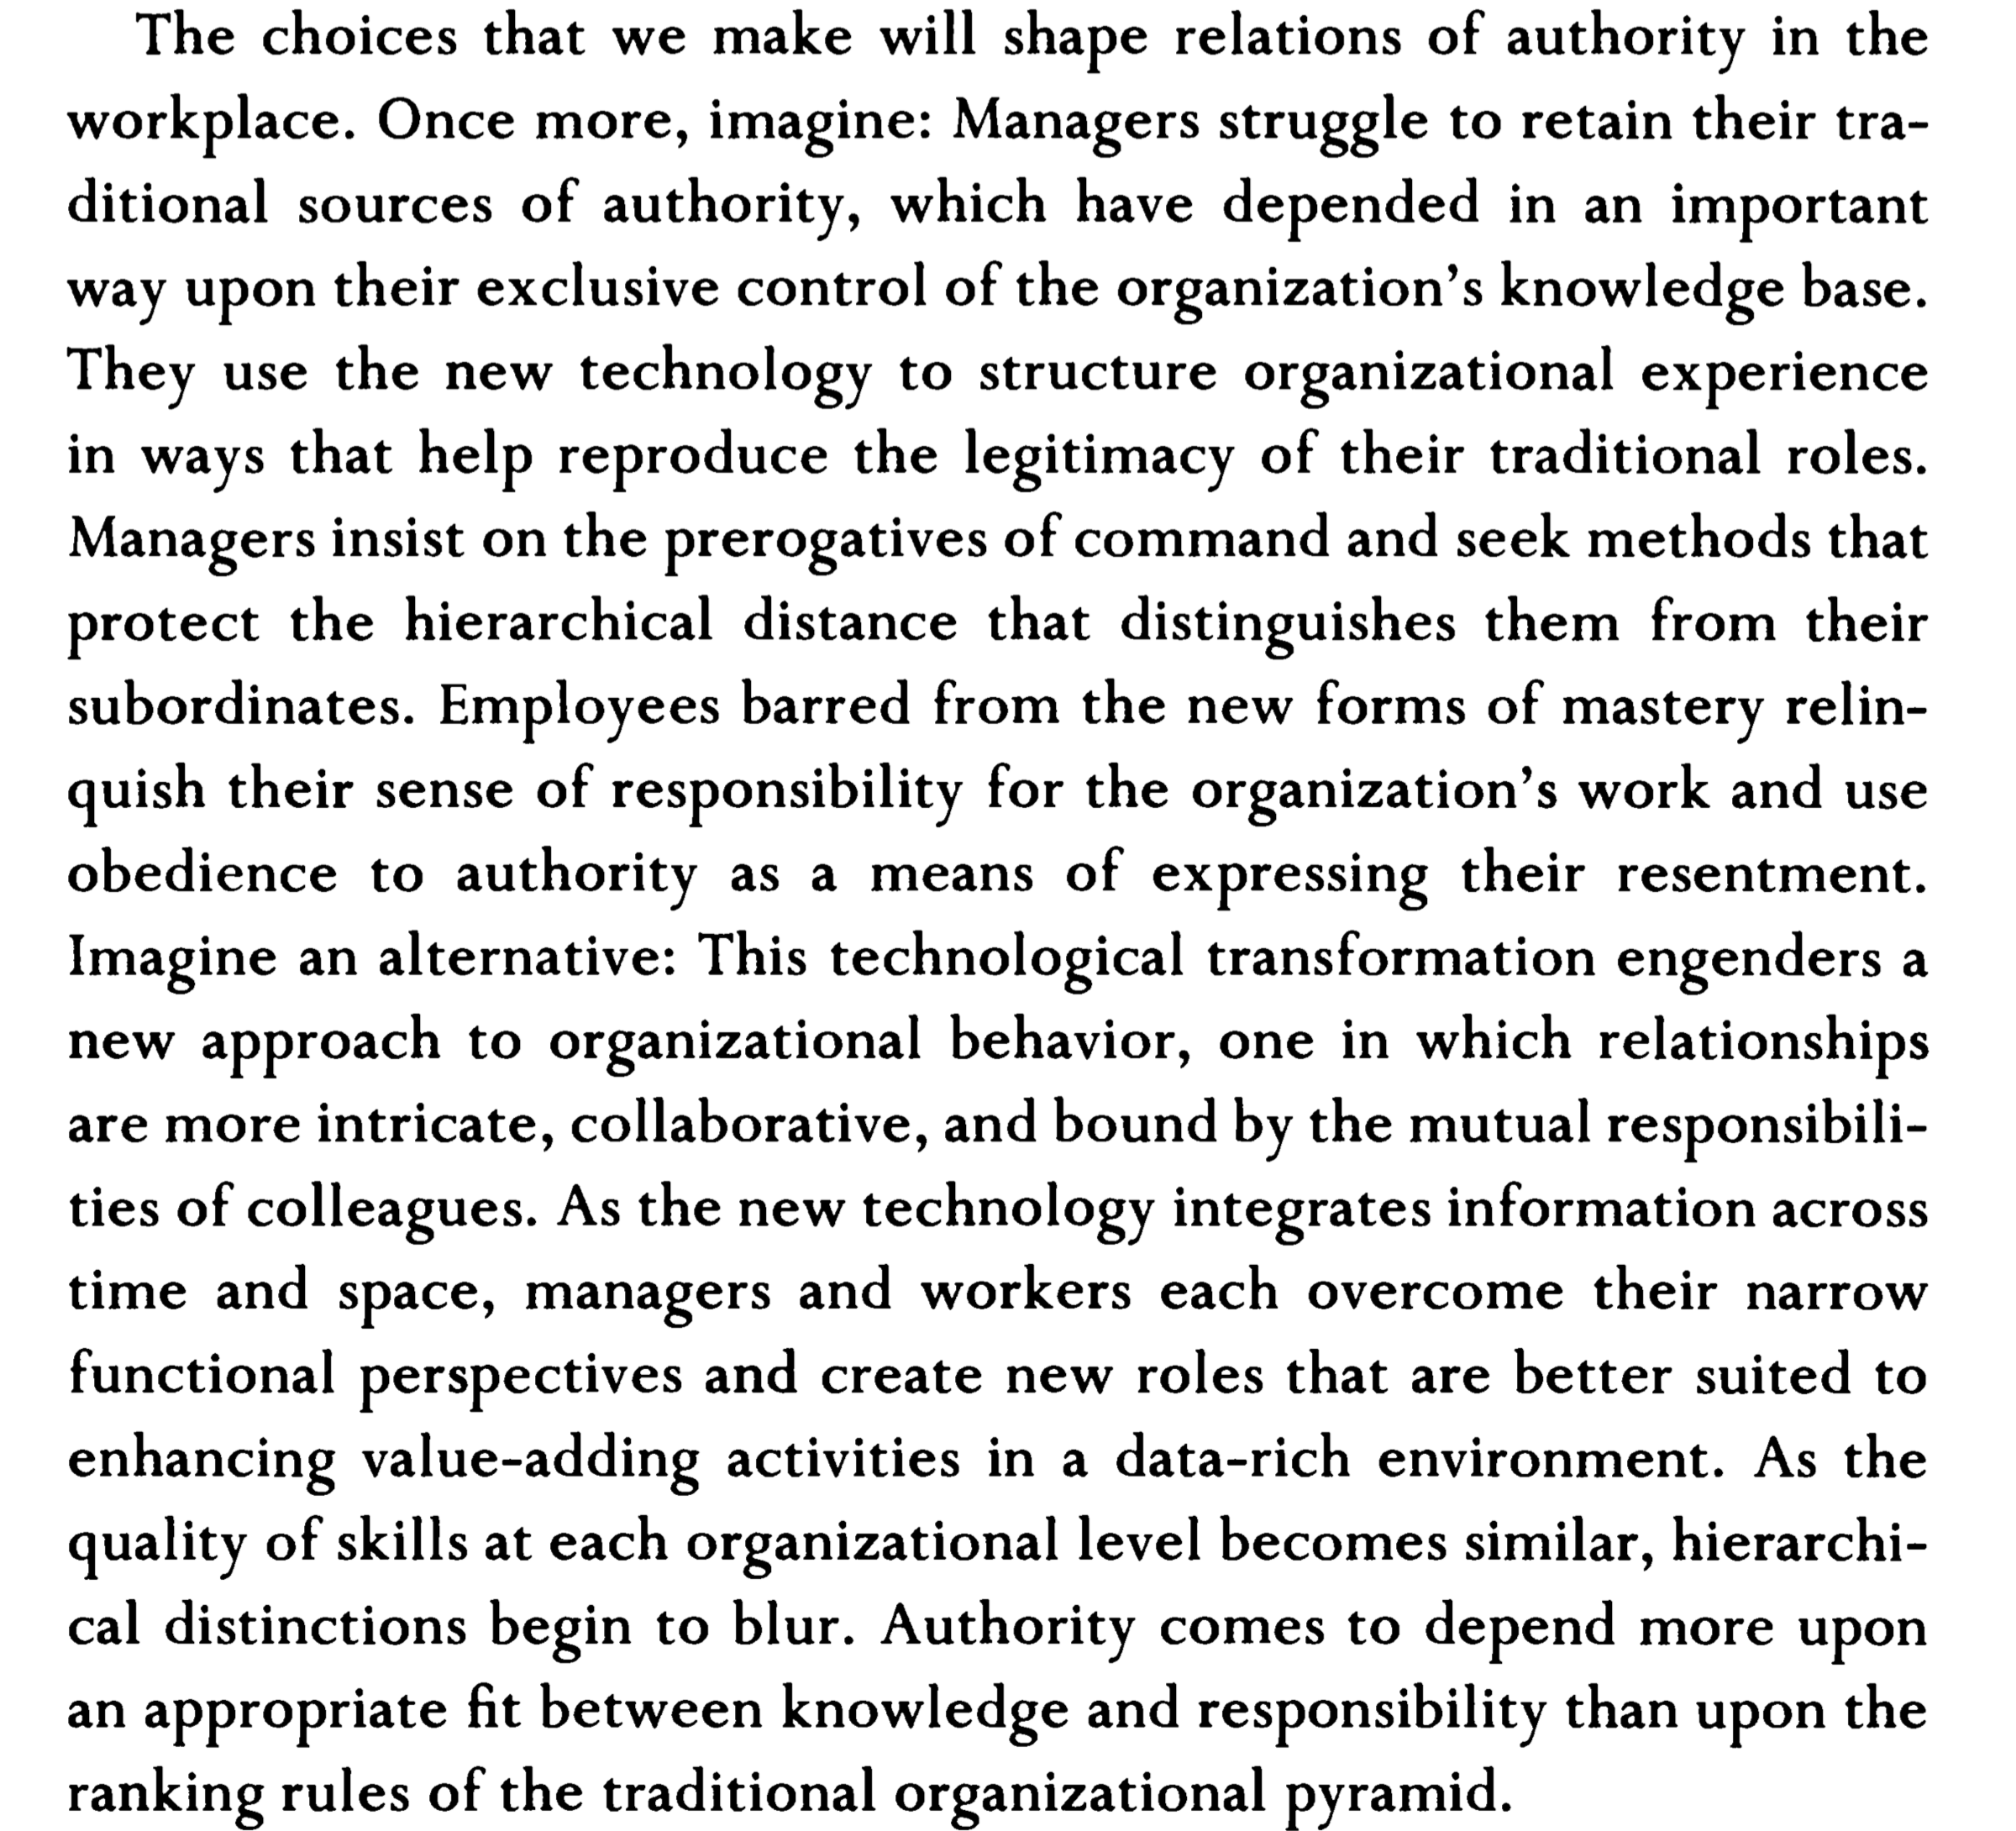 The choices that we make will shape relations of authority in the
workplace. Once more, imagine: Managers struggle to retain their tra-
ditional sources of authority, which have depended in an important
way upon their exclusive control of the organization's knowledge base.
They use the new technology to structure organizational experience
in ways that help reproduce the legitimacy of their traditional roles.
Managers insist on the prerogatives of command and seek methods that
protect the hierarchical distance that distinguishes them from their
subordinates. Employees barred from the new forms of mastery relin-
quish their sense of responsibility for the organization's work and use
obedience to authority as a means of expressing their resentment.
Imagine an alternative: This technological transformation engenders a
new approach to organizational behavior, one in which relationships
are more intricate, collaborative, and bound by the mutual responsibili-
ties of colleagues. As the new technology integrates information across
time and space, managers and workers each overcome their narrow
functional perspectives and create new roles that are better suited to
enhancing value-adding activities in a data-rich environment. As the
quality of skills at each organizational level becomes similar, hierarchi-
cal distinctions begin to blur. Authority comes to depend more upon
an appropriate fit between knowledge and responsibility than upon the
ranking rules of the traditional organizational pyramid.